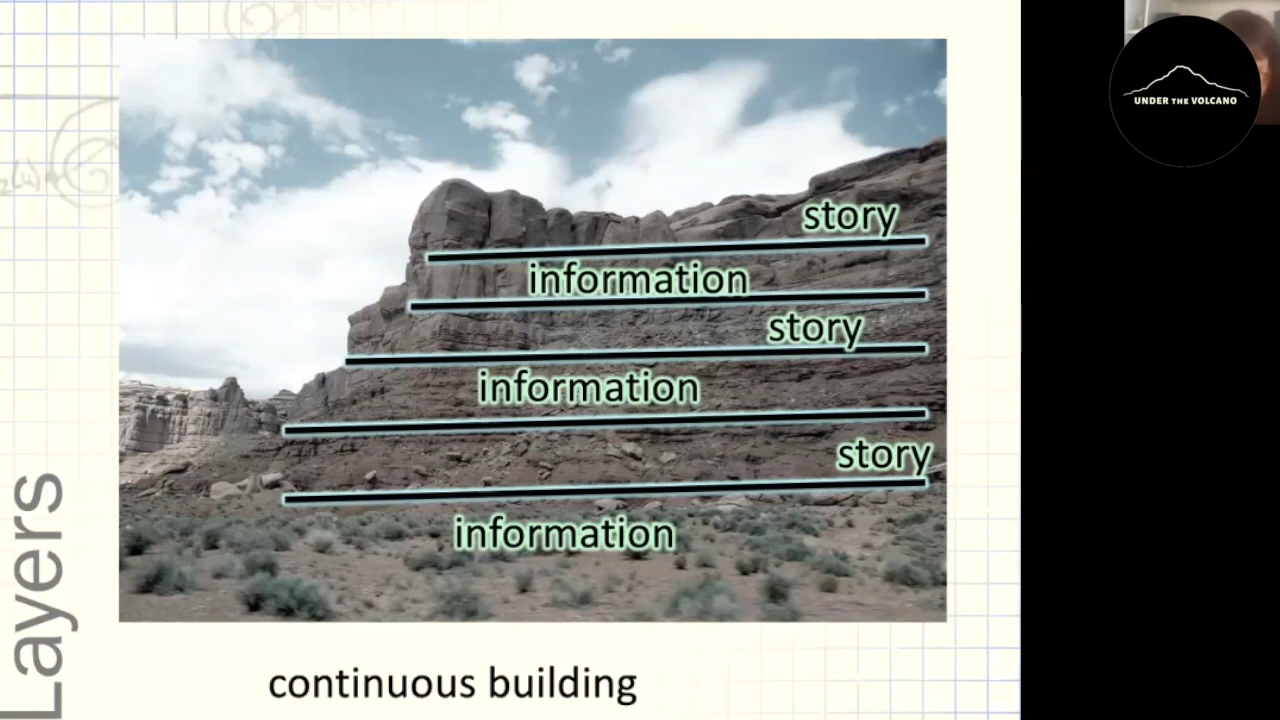 UNDER THE VOLCANO
story
information
story
information
story
information
Layers
continuous building